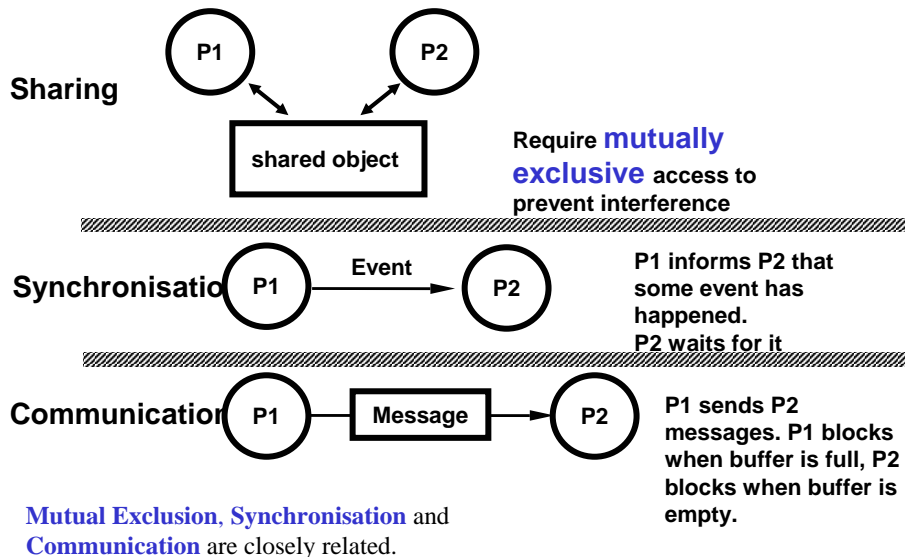 P1
P2
Sharing
shared object
Require mutually
exclusive access to
prevent interference
Synchronisatio
P1
Event
P2
P1 informs P2 that
some event has
happened.
P2 waits for it
Communication
P1
Message
P2
P1 sends P2
messages. P1 blocks
when buffer is full, P2
blocks when buffer is
empty.
Mutual Exclusion, Synchronisation and
Communication are closely related.